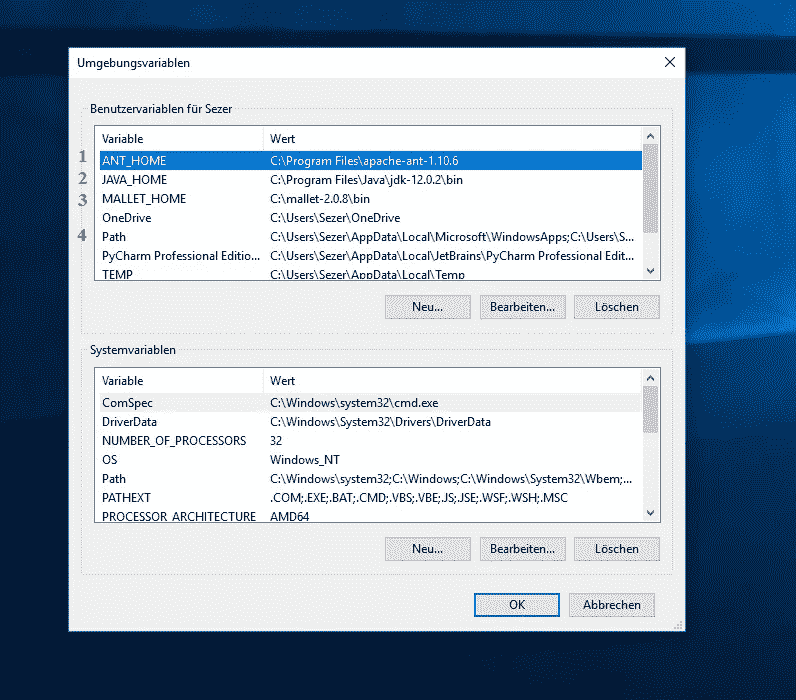 Umgebungsvariablen
Benutzervariablen für Sezer
Variable Wert
1 ANT_HOME C:\Program Files\apache-ant-1.10.6
2 JAVA_HOME C:\Program Files\Java\jdk-12.0.2\bin
3 MALLET_HOME C:\mallet-2.0.8\bin
OneDrive C:\Users\Sezer\OneDrive
4 Path C:\Users\Sezer\AppData\Local\Microsoft\WindowsApps;C:\Users\S...
PyCharm Professional Editio... C:\Users\Sezer\AppData\Local\JetBrains\PyCharm Professional Edit...
TEMP C:\Users\Sezer\AppData\Local\Temp
Neu... Bearbeiten... Löschen
Systemvariablen
Variable Wert
ComSpec C:\Windows\system32\cmd.exe
DriverData C:\Windows\System32\Drivers\DriverData
NUMBER_OF_PROCESSORS 32
OS Windows_NT
Path C:\Windows\system32;C:\Windows;C:\Windows\System32\Wbem;...
PATHEXT .COM;.EXE;.BAT;.CMD;.VBS;.VBE;.JS;.JSE;.WSF;.WSH;.MSC
PROCESSOR_ARCHITECTURE AMD64
Neu... Bearbeiten... Löschen
OK Abbrechen